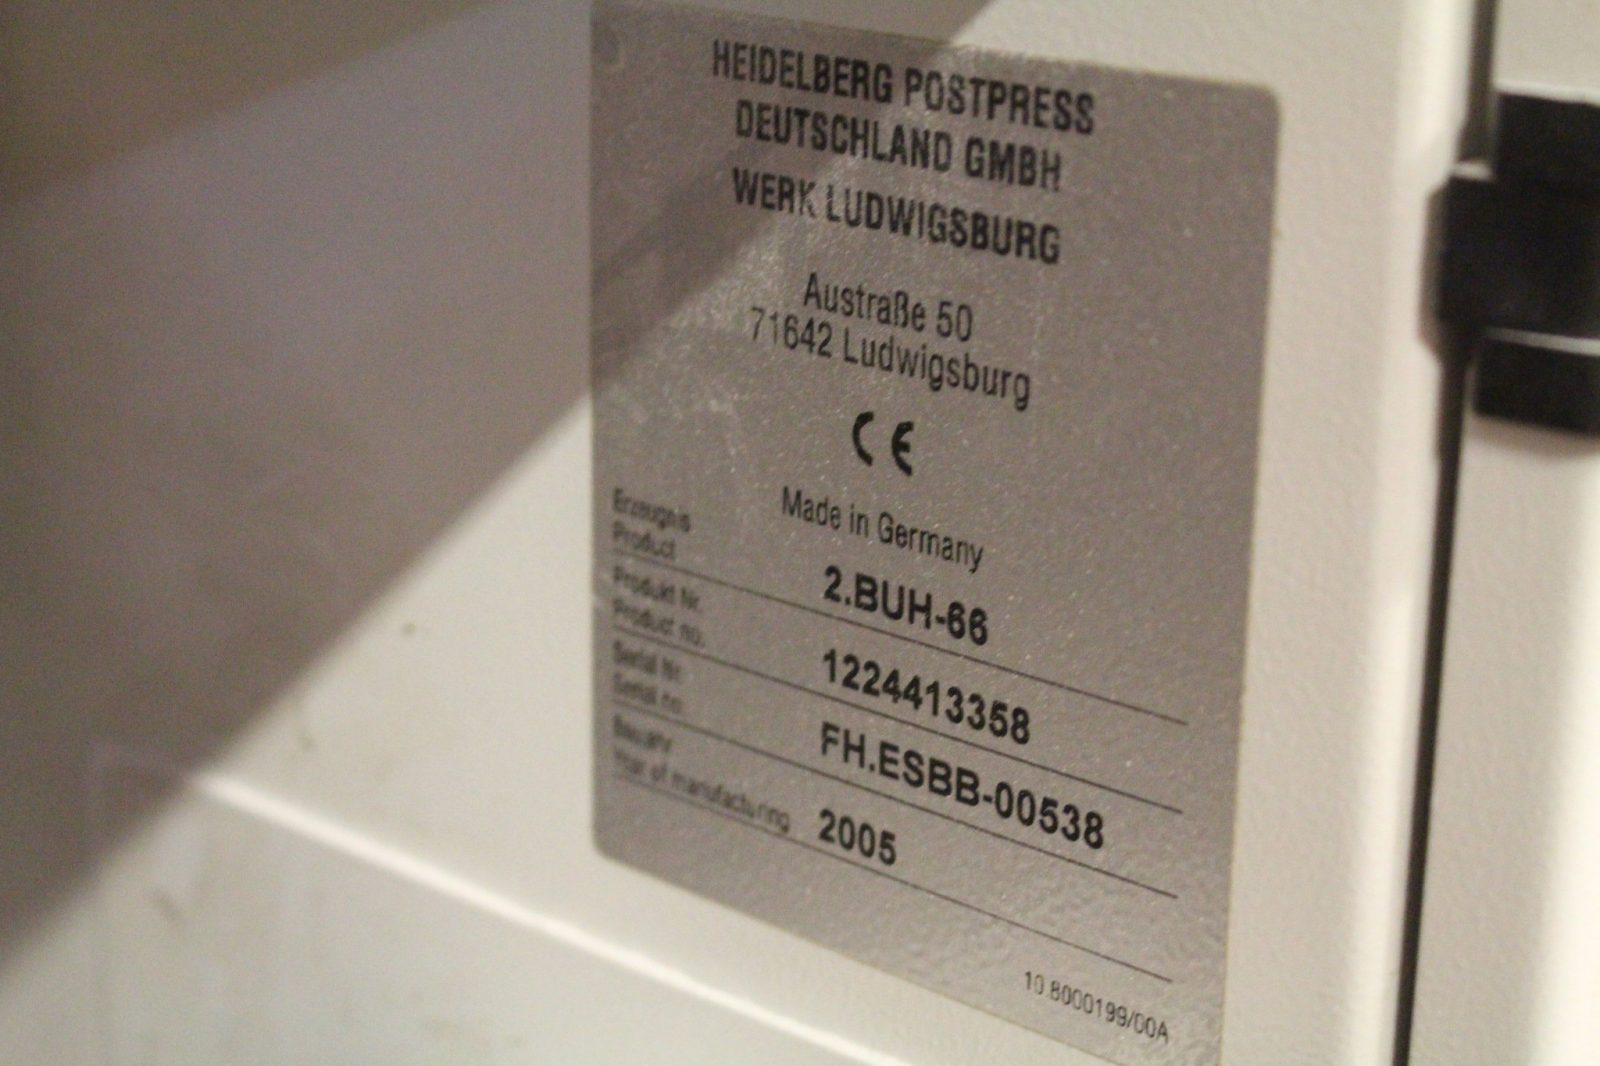 HEIDELBERG POSTPRESS
DEUTSCHLAND GMBH
WERK LUDWIGSBURG
Austraße 50
71642 Ludwigsburg
CE
Made in Germany
Erzeugnis
Product 2.BUH-66
Produkt Nr.
Product no. 1224413358
Serial Nr.
Serial no. FH.ESBB-00538
Baujahr
Year of manufacturing 2005
10.8000199/00A